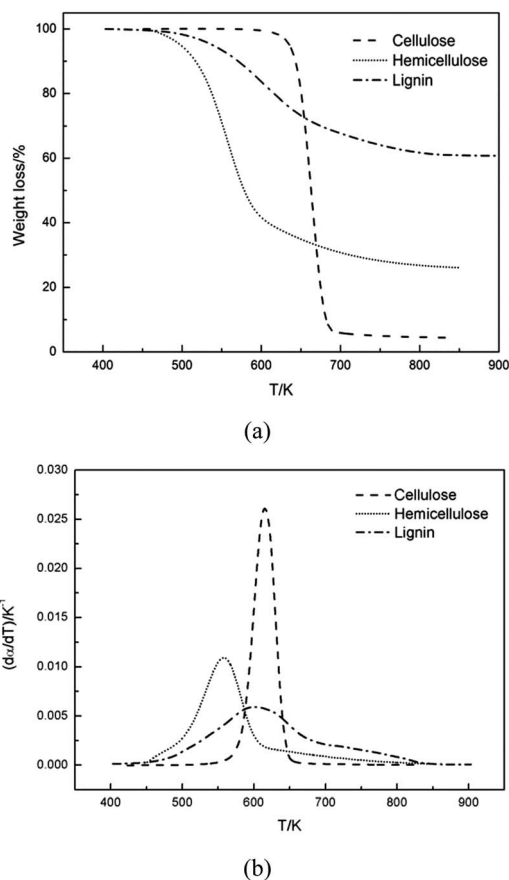 100
80
60
40
20
0
Weight loss/%
Cellulose
Hemicellulose
Lignin
400 500 600 700 800 900
T/K
(a)
0.030
0.025
0.020
0.015
0.010
0.005
0.000
(dα/dT)/K⁻¹
Cellulose
Hemicellulose
Lignin
400 500 600 700 800 900
T/K
(b)